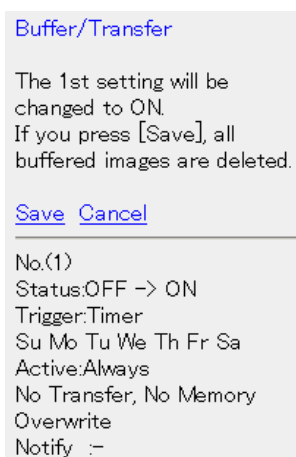 Buffer/Transfer
The 1st setting will be
changed to ON.
If you press [Save], all
buffered images are deleted.
Save Cancel
No.(1)
Status:OFF -> ON
Trigger:Timer
Su Mo Tu We Th Fr Sa
Active:Always
No Transfer, No Memory
Overwrite
Notify :-